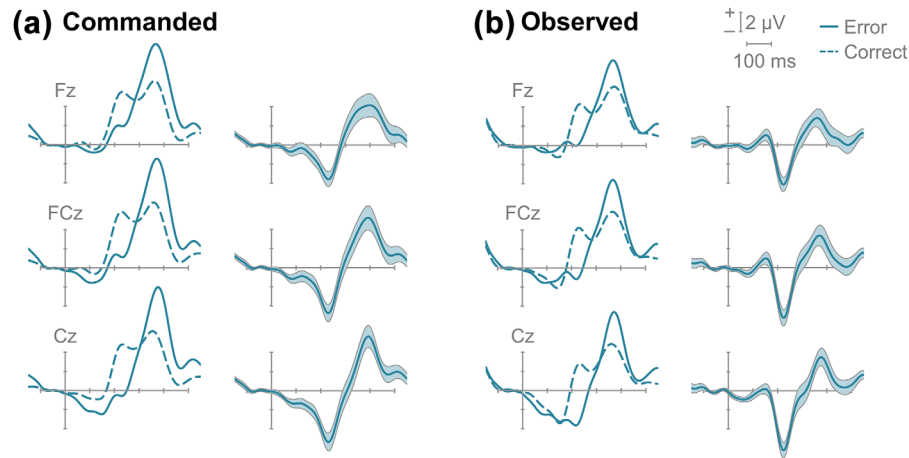 (a) Commanded
Fz
FCz
Cz
(b) Observed
Fz
FCz
Cz
+
−
2 µV
100 ms
Error
Correct